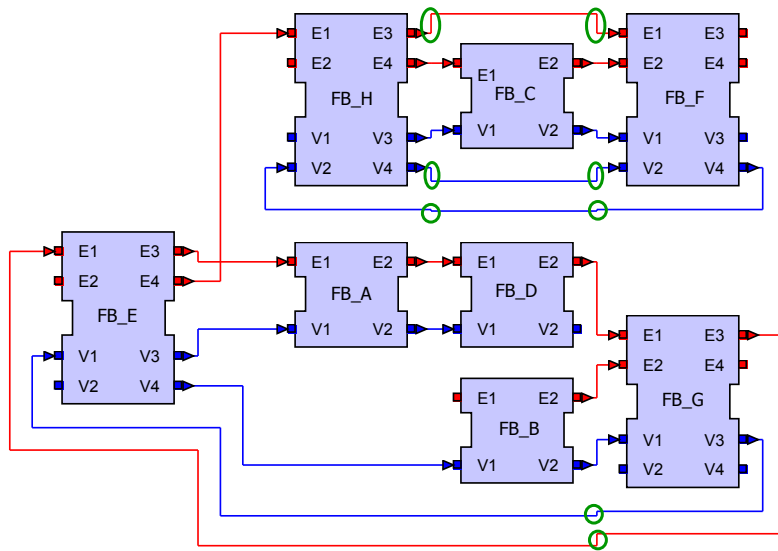 E1 E3
E2 E4
FB_H
V1 V3
V2 V4
E1 E2
FB_C
V1 V2
E1 E3
E2 E4
FB_F
V1 V3
V2 V4
E1 E3
E2 E4
FB_E
V1 V3
V2 V4
E1 E2
FB_A
V1 V2
E1 E2
FB_D
V1 V2
E1 E2
FB_B
V1 V2
E1 E3
E2 E4
FB_G
V1 V3
V2 V4